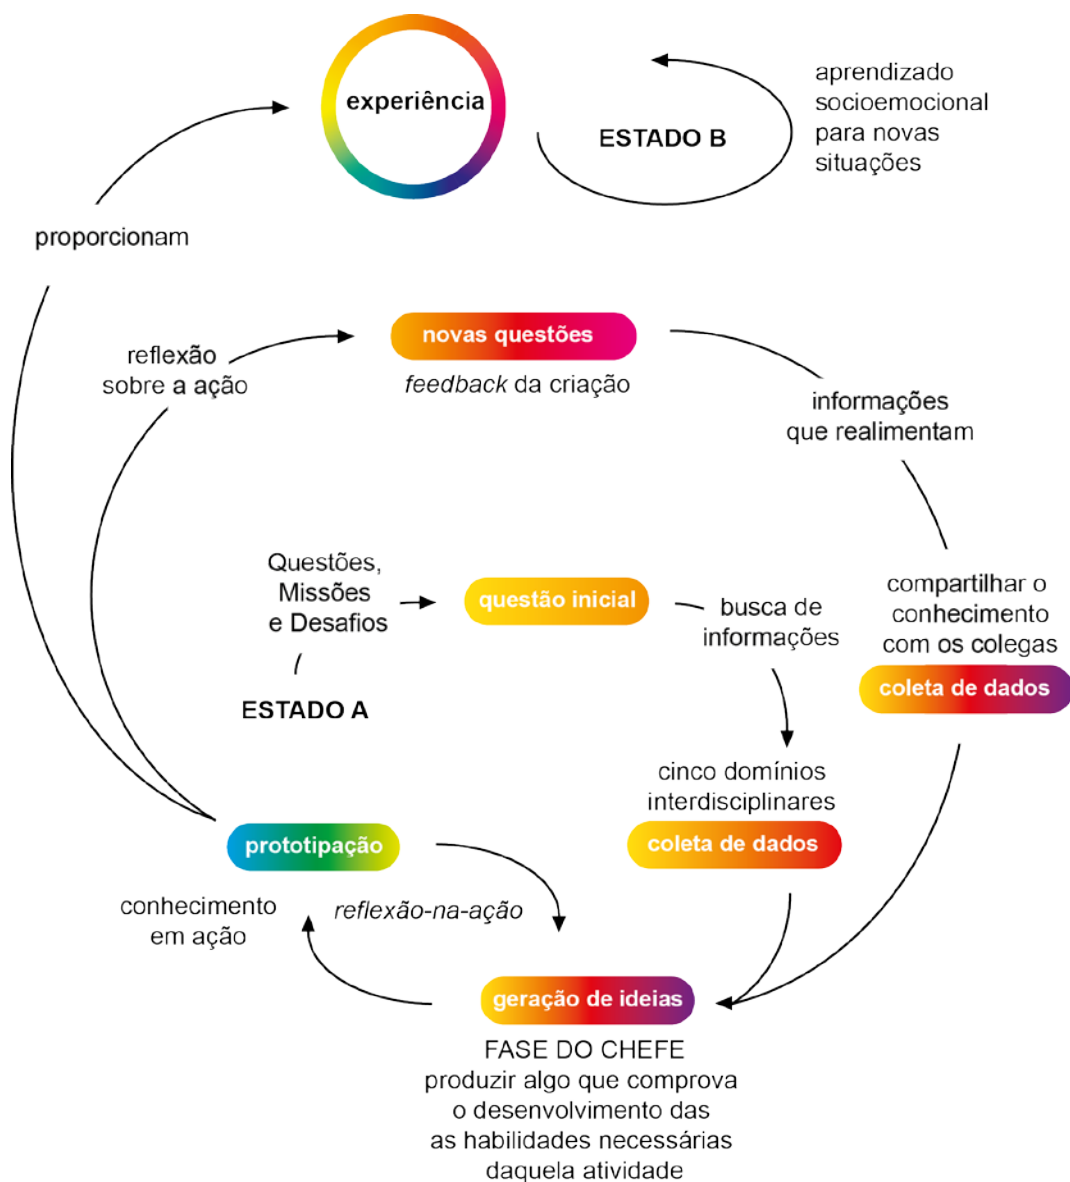 experiência
ESTADO B
aprendizado
socioemocional
para novas
situações
proporcionam
reflexão
sobre a ação
novas questões
feedback da criação
informações
que realimentam
Questões,
Missões
e Desafios
questão inicial
busca de
informações
compartilhar o
conhecimento
com os colegas
coleta de dados
ESTADO A
cinco domínios
interdisciplinares
coleta de dados
prototipação
conhecimento
em ação
reflexão-na-ação
geração de ideias
FASE DO CHEFE
produzir algo que comprova
o desenvolvimento das
as habilidades necessárias
daquela atividade